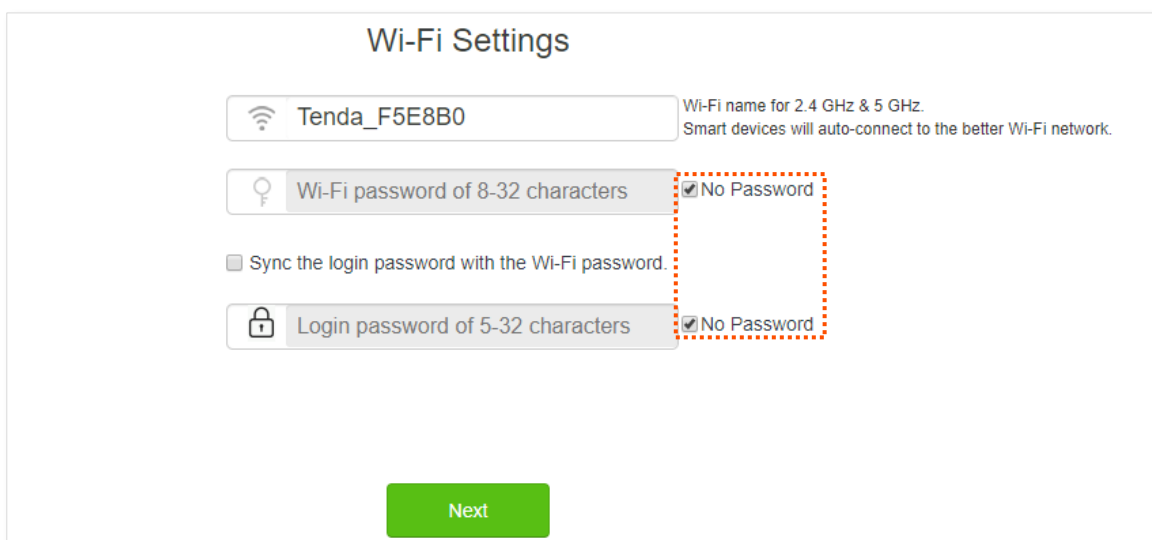 Wi-Fi Settings
Tenda_F5E8B0
Wi-Fi name for 2.4 GHz & 5 GHz.
Smart devices will auto-connect to the better Wi-Fi network.
Wi-Fi password of 8-32 characters
No Password
Sync the login password with the Wi-Fi password.
Login password of 5-32 characters
No Password
Next